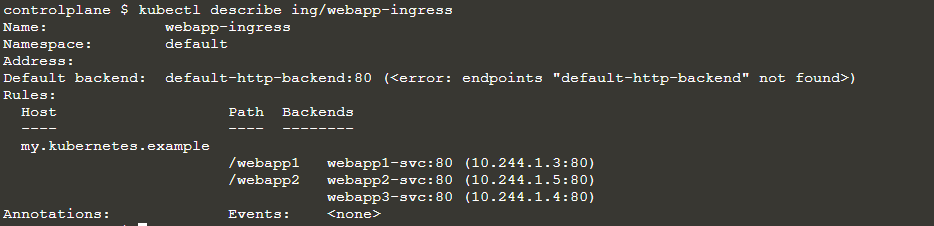 controlplane $ kubectl describe ing/webapp-ingress
Name:             webapp-ingress
Namespace:        default
Address:
Default backend:  default-http-backend:80 (<error: endpoints "default-http-backend" not found>)
Rules:
  Host                   Path  Backends
  ----                   ----  --------
  my.kubernetes.example
                         /webapp1   webapp1-svc:80 (10.244.1.3:80)
                         /webapp2   webapp2-svc:80 (10.244.1.5:80)
                                    webapp3-svc:80 (10.244.1.4:80)
Annotations:             Events:    <none>